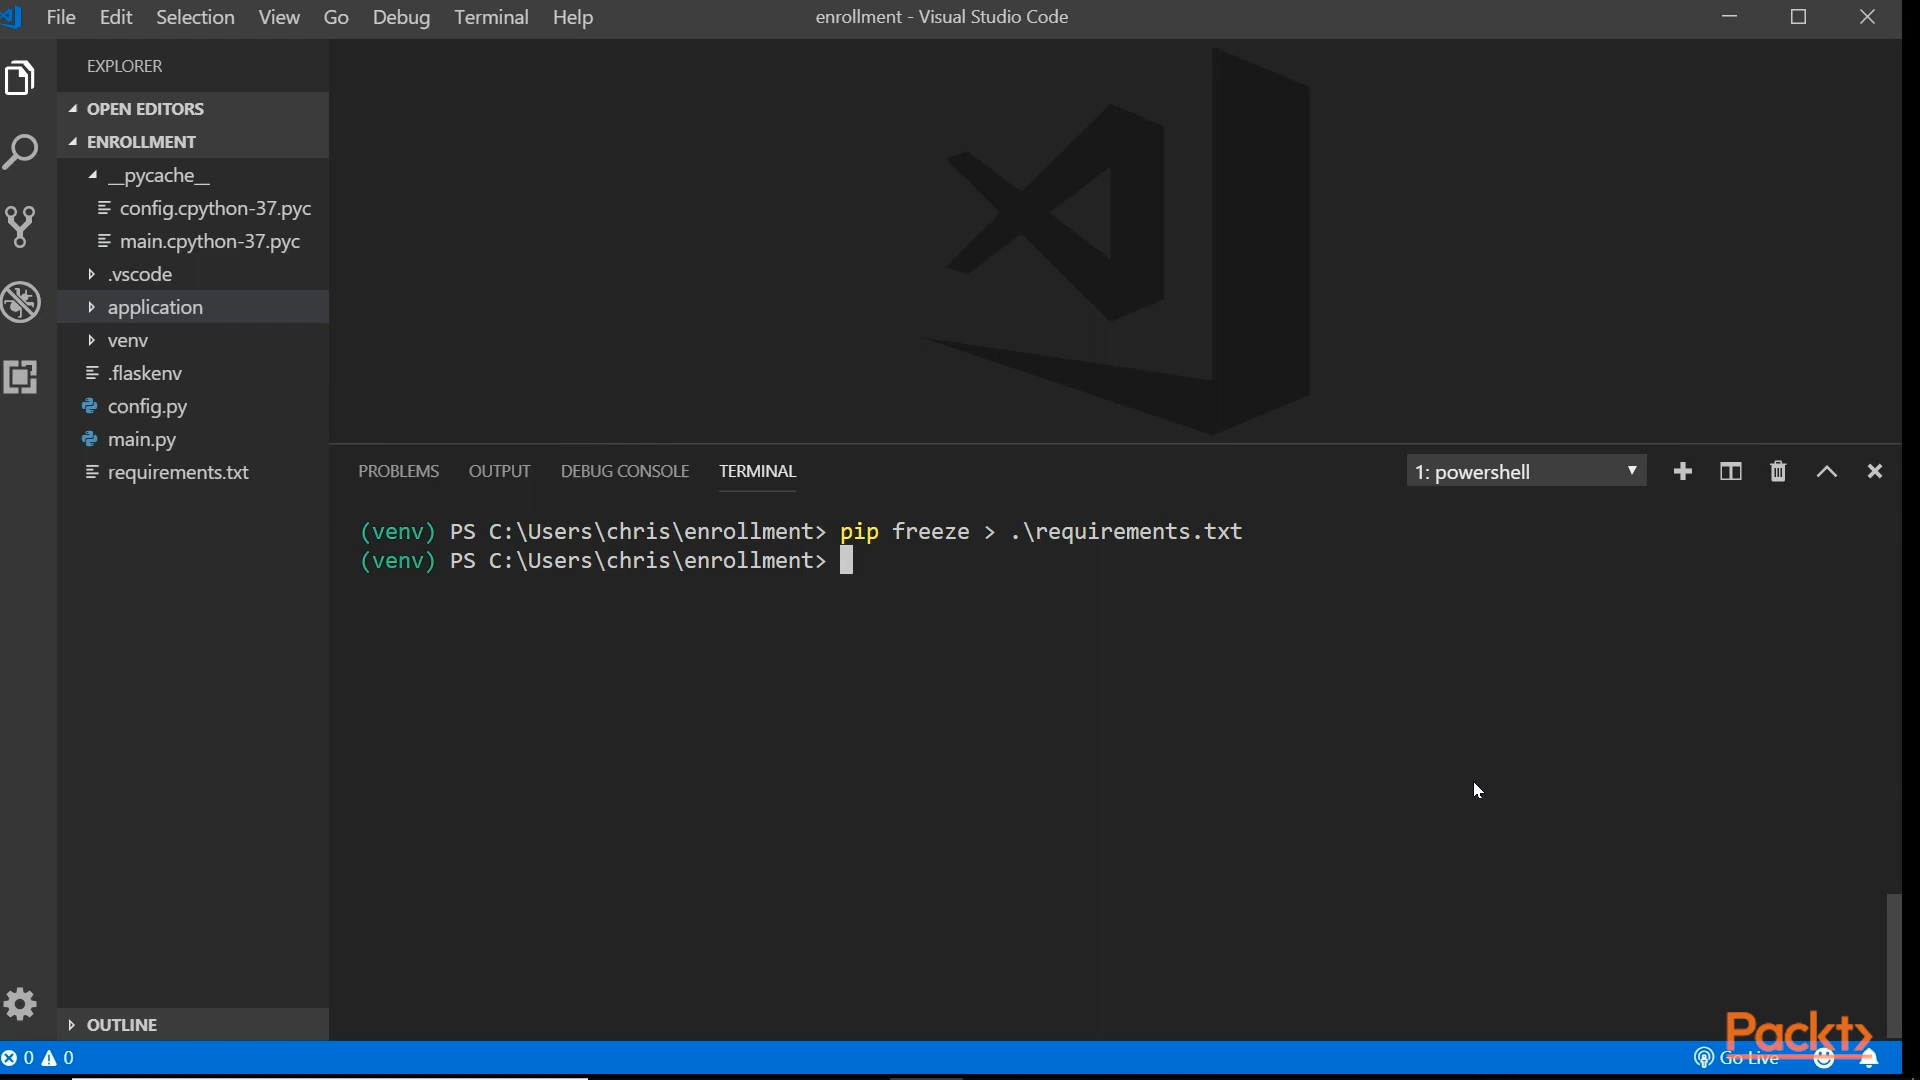 File Edit Selection View Go Debug Terminal Help
enrollment - Visual Studio Code
EXPLORER
OPEN EDITORS
ENROLLMENT
__pycache__
config.cpython-37.pyc
main.cpython-37.pyc
.vscode
application
venv
.flaskenv
config.py
main.py
requirements.txt
OUTLINE
PROBLEMS OUTPUT DEBUG CONSOLE TERMINAL
1: powershell
(venv) PS C:\Users\chris\enrollment> pip freeze > .\requirements.txt
(venv) PS C:\Users\chris\enrollment>
Packt>
0 0
Go Live